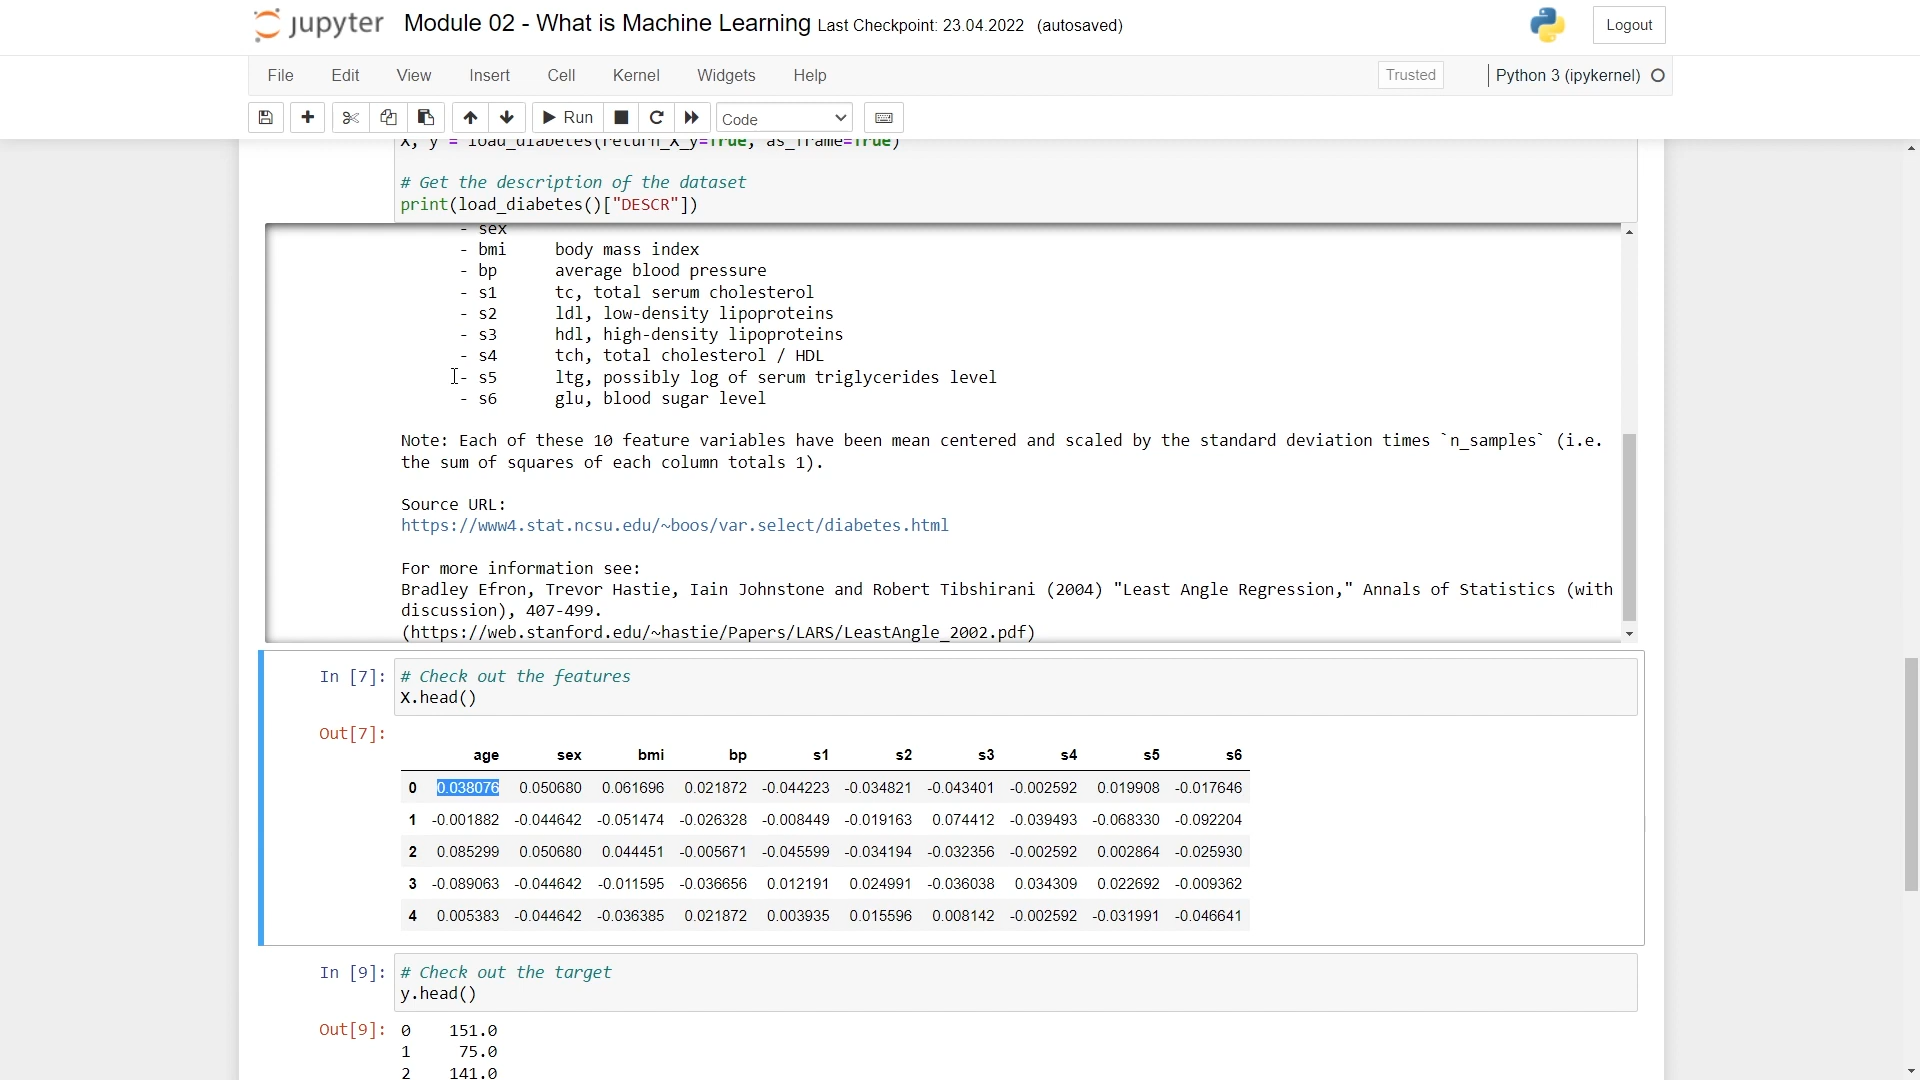 jupyter Module 02 - What is Machine Learning Last Checkpoint: 23.04.2022 (autosaved) Logout
File Edit View Insert Cell Kernel Widgets Help Trusted Python 3 (ipykernel)
Run Code
X, y = load_diabetes(return_X_y=True, as_frame=True)
# Get the description of the dataset
print(load_diabetes()["DESCR"])
- sex
- bmi body mass index
- bp average blood pressure
- s1 tc, total serum cholesterol
- s2 ldl, low-density lipoproteins
- s3 hdl, high-density lipoproteins
- s4 tch, total cholesterol / HDL
- s5 ltg, possibly log of serum triglycerides level
- s6 glu, blood sugar level
Note: Each of these 10 feature variables have been mean centered and scaled by the standard deviation times `n_samples` (i.e.
the sum of squares of each column totals 1).
Source URL:
https://www4.stat.ncsu.edu/~boos/var.select/diabetes.html
For more information see:
Bradley Efron, Trevor Hastie, Iain Johnstone and Robert Tibshirani (2004) "Least Angle Regression," Annals of Statistics (with
discussion), 407-499.
(https://web.stanford.edu/~hastie/Papers/LARS/LeastAngle_2002.pdf)
In [7]: # Check out the features
X.head()
Out[7]:
age sex bmi bp s1 s2 s3 s4 s5 s6
0 0.038076 0.050680 0.061696 0.021872 -0.044223 -0.034821 -0.043401 -0.002592 0.019908 -0.017646
1 -0.001882 -0.044642 -0.051474 -0.026328 -0.008449 -0.019163 0.074412 -0.039493 -0.068330 -0.092204
2 0.085299 0.050680 0.044451 -0.005671 -0.045599 -0.034194 -0.032356 -0.002592 0.002864 -0.025930
3 -0.089063 -0.044642 -0.011595 -0.036656 0.012191 0.024991 -0.036038 0.034309 0.022692 -0.009362
4 0.005383 -0.044642 -0.036385 0.021872 0.003935 0.015596 0.008142 -0.002592 -0.031991 -0.046641
In [9]: # Check out the target
y.head()
Out[9]: 0 151.0
1 75.0
2 141.0